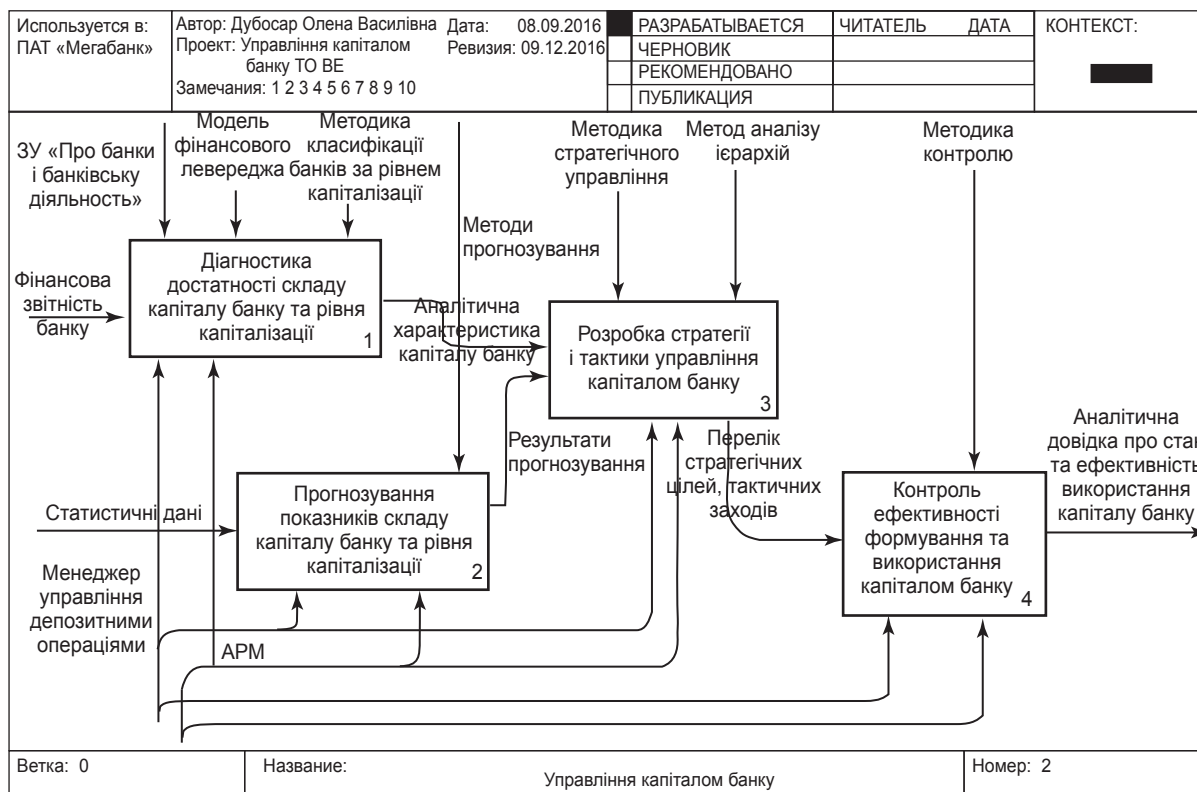 Используется в:
ПАТ «Мегабанк»
Автор: Дубосар Олена Василівна
Дата: 08.09.2016
Проект: Управління капіталом
Ревизия: 09.12.2016
банку ТО ВЕ
Замечания: 1 2 3 4 5 6 7 8 9 10
РАЗРАБАТЫВАЕТСЯ
ЧЕРНОВИК
РЕКОМЕНДОВАНО
ПУБЛИКАЦИЯ
ЧИТАТЕЛЬ ДАТА
КОНТЕКСТ:
ЗУ «Про банки
і банківську
діяльность»
Модель
фінансового
левереджа
Методика
класифікації
банків за рівнем
капіталізації
Методи
прогнозування
Методика
стратегічного
управління
Метод аналізу
ієрархій
Методика
контролю
Фінансова
звітність
банку
Діагностика
достатності складу
капіталу банку та рівня
капіталізації
1
Аналітична
характеристика
капіталу банку
Розробка стратегії
і тактики управління
капіталом банку
3
Результати
прогнозування
Перелік
стратегічних
цілей, тактичних
заходів
Статистичні дані
Прогнозування
показників складу
капіталу банку та рівня
капіталізації
2
Контроль
ефективності
формування та
використання
капіталом банку
4
Аналітична
довідка про стан
та ефективність
використання
капіталу банку
Менеджер
управління
депозитними
операціями
АРМ
Ветка: 0
Название:
Управління капіталом банку
Номер: 2